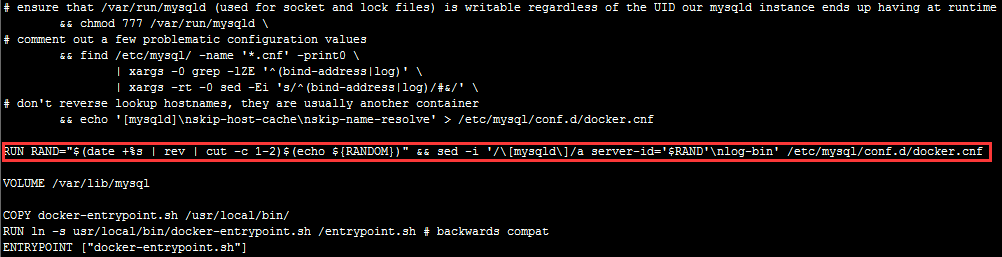 # ensure that /var/run/mysqld (used for socket and lock files) is writable regardless of the UID our mysqld instance ends up having at runtime
        && chmod 777 /var/run/mysqld \
# comment out a few problematic configuration values
        && find /etc/mysql/ -name '*.cnf' -print0 \
                | xargs -0 grep -lZE '^(bind-address|log)' \
                | xargs -rt -0 sed -Ei 's/^(bind-address|log)/#&/' \
# don't reverse lookup hostnames, they are usually another container
        && echo '[mysqld]\nskip-host-cache\nskip-name-resolve' > /etc/mysql/conf.d/docker.cnf
RUN RAND="$(date +%s | rev | cut -c 1-2)$(echo ${RANDOM})" && sed -i '/\[mysqld\]/a server-id='$RAND'\nlog-bin' /etc/mysql/conf.d/docker.cnf
VOLUME /var/lib/mysql
COPY docker-entrypoint.sh /usr/local/bin/
RUN ln -s usr/local/bin/docker-entrypoint.sh /entrypoint.sh # backwards compat
ENTRYPOINT ["docker-entrypoint.sh"]